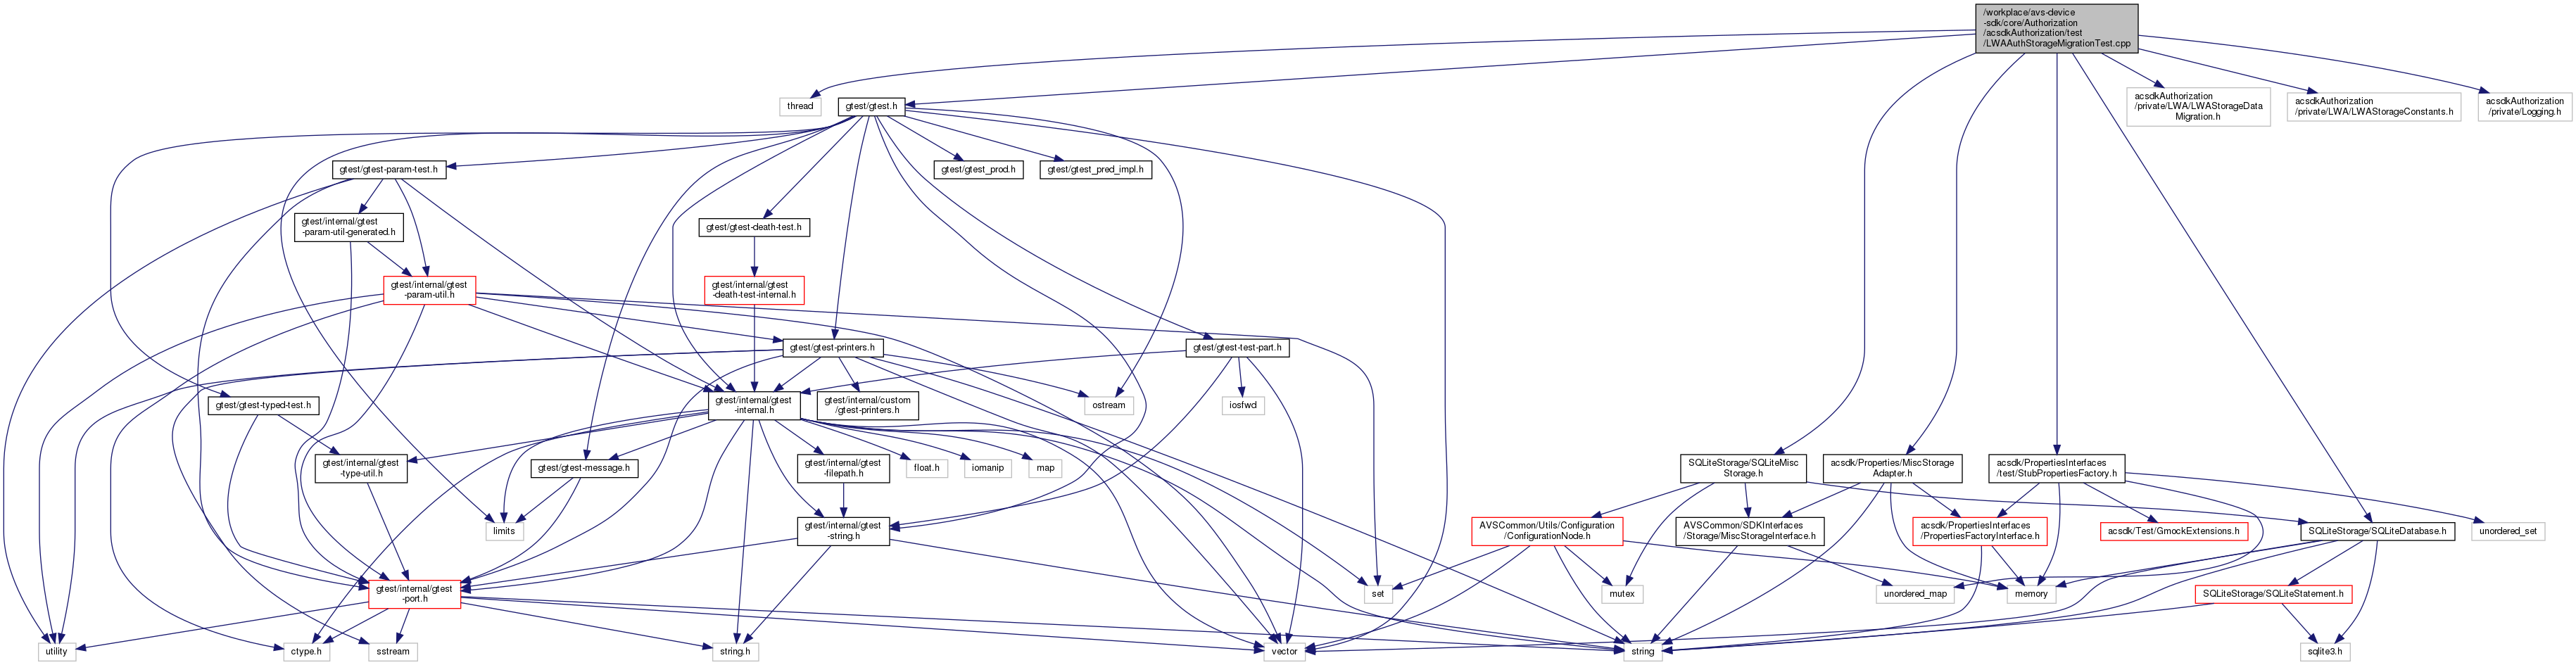 /workplace/avs-device
-sdk/core/Authorization
/acsdkAuthorization/test
/LWAAuthStorageMigrationTest.cpp
thread
gtest/gtest.h
acsdkAuthorization
/private/LWA/LWAStorageData
Migration.h
acsdkAuthorization
/private/LWA/LWAStorageConstants.h
acsdkAuthorization
/private/Logging.h
gtest/gtest-param-test.h
gtest/gtest_prod.h
gtest/gtest_pred_impl.h
gtest/internal/gtest
-param-util-generated.h
gtest/gtest-death-test.h
gtest/internal/gtest
-param-util.h
gtest/internal/gtest
-death-test-internal.h
gtest/gtest-printers.h
gtest/gtest-test-part.h
gtest/gtest-typed-test.h
gtest/internal/gtest
-internal.h
gtest/internal/custom
/gtest-printers.h
ostream
iosfwd
gtest/internal/gtest
-type-util.h
gtest/gtest-message.h
gtest/internal/gtest
-filepath.h
float.h
iomanip
map
SQLiteStorage/SQLiteMisc
Storage.h
acsdk/Properties/MiscStorage
Adapter.h
acsdk/PropertiesInterfaces
/test/StubPropertiesFactory.h
limits
gtest/internal/gtest
-string.h
AVSCommon/Utils/Configuration
/ConfigurationNode.h
AVSCommon/SDKInterfaces
/Storage/MiscStorageInterface.h
acsdk/PropertiesInterfaces
/PropertiesFactoryInterface.h
acsdk/Test/GmockExtensions.h
SQLiteStorage/SQLiteDatabase.h
unordered_set
gtest/internal/gtest
-port.h
set
mutex
unordered_map
memory
SQLiteStorage/SQLiteStatement.h
utility
ctype.h
sstream
string.h
vector
string
sqlite3.h